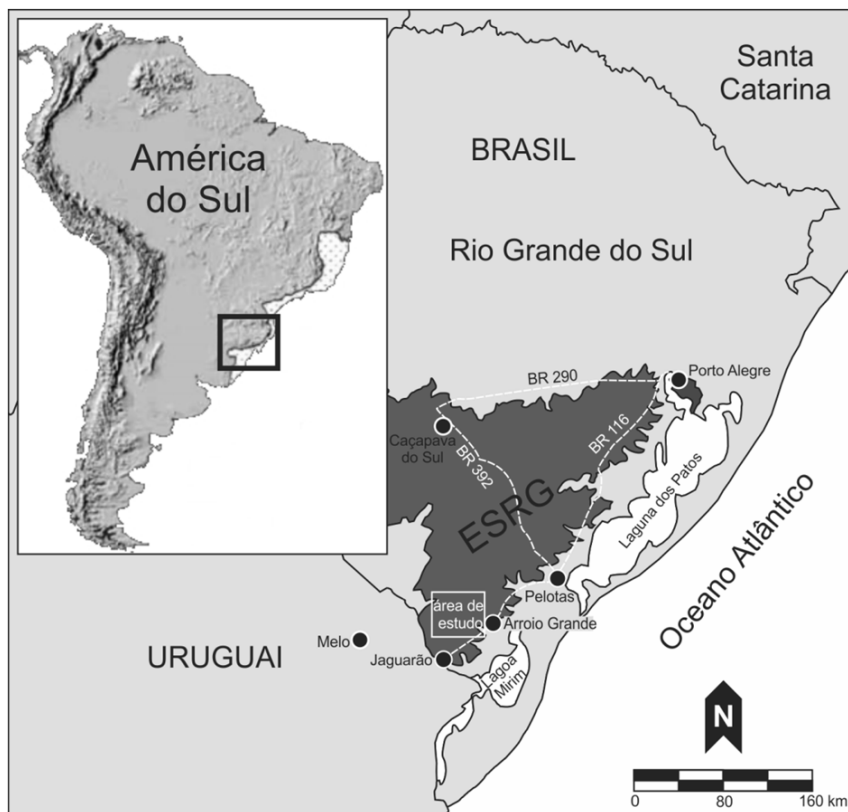 América
do Sul
Santa
Catarina
BRASIL
Rio Grande do Sul
BR 290
Porto Alegre
Caçapava
do Sul
BR 116
BR 392
ESRG
Laguna dos Patos
Oceano Atlântico
Pelotas
área de
estudo
Arroio Grande
Melo
URUGUAI
Jaguarão
Lagoa
Mirim
N
0 80 160 km